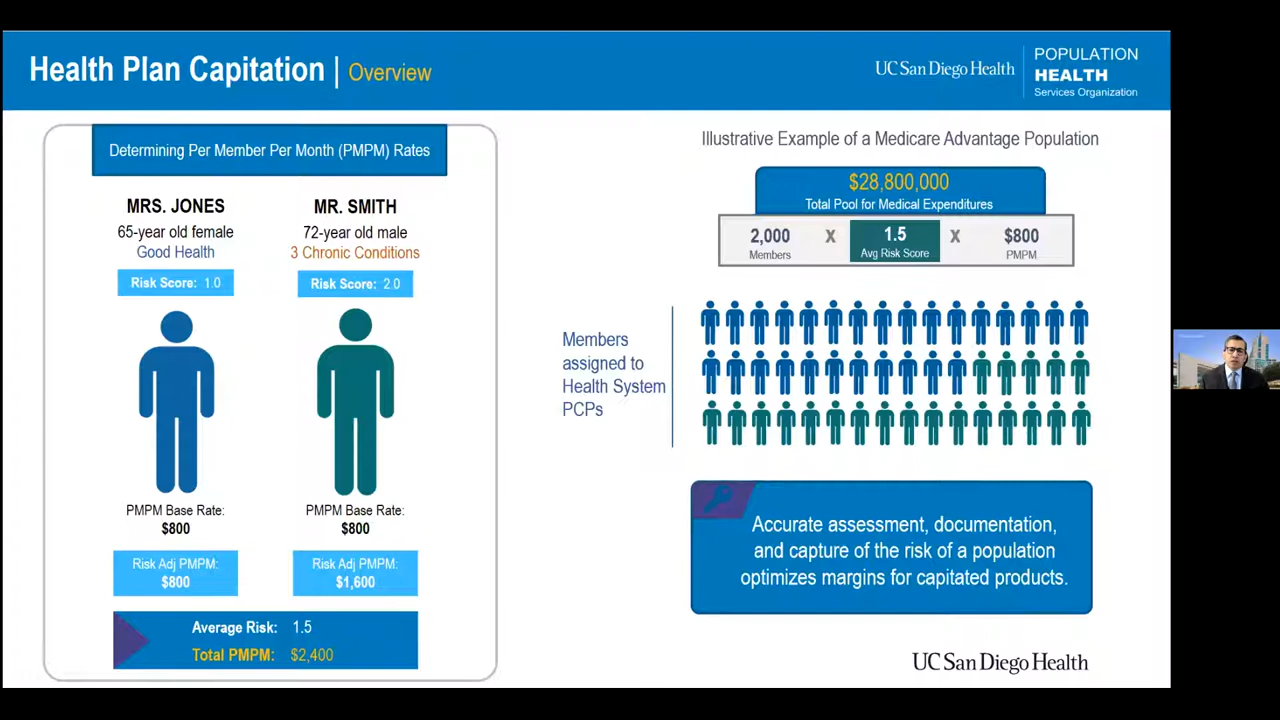 Health Plan Capitation | Overview
UC San Diego Health
POPULATION
HEALTH
Services Organization
Determining Per Member Per Month (PMPM) Rates
MRS. JONES
65-year old female
Good Health
Risk Score: 1.0
PMPM Base Rate:
$800
Risk Adj PMPM:
$800
MR. SMITH
72-year old male
3 Chronic Conditions
Risk Score: 2.0
PMPM Base Rate:
$800
Risk Adj PMPM:
$1,600
Average Risk: 1.5
Total PMPM: $2,400
Illustrative Example of a Medicare Advantage Population
$28,800,000
Total Pool for Medical Expenditures
2,000 X 1.5 X $800
Members Avg Risk Score PMPM
Members
assigned to
Health System
PCPs
Accurate assessment, documentation,
and capture of the risk of a population
optimizes margins for capitated products.
UC San Diego Health